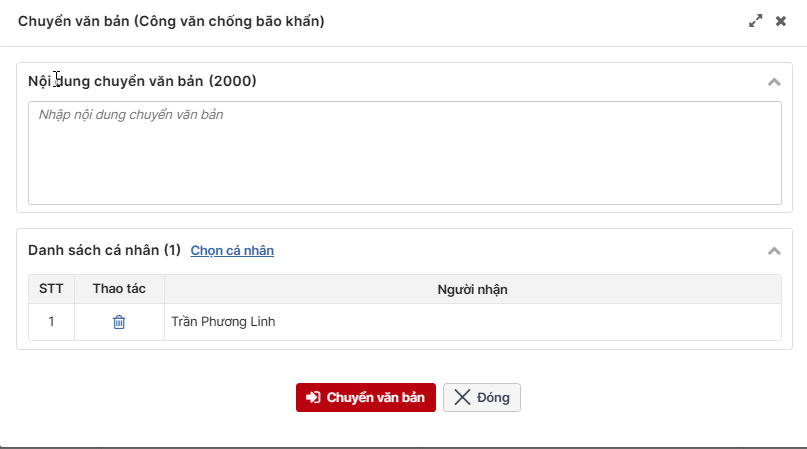 Chuyển văn bản (Công văn chống bão khẩn)
Nội dung chuyển văn bản (2000)
Nhập nội dung chuyển văn bản
Danh sách cá nhân (1) Chọn cá nhân
STT Thao tác Người nhận
1 Trần Phương Linh
Chuyển văn bản Đóng